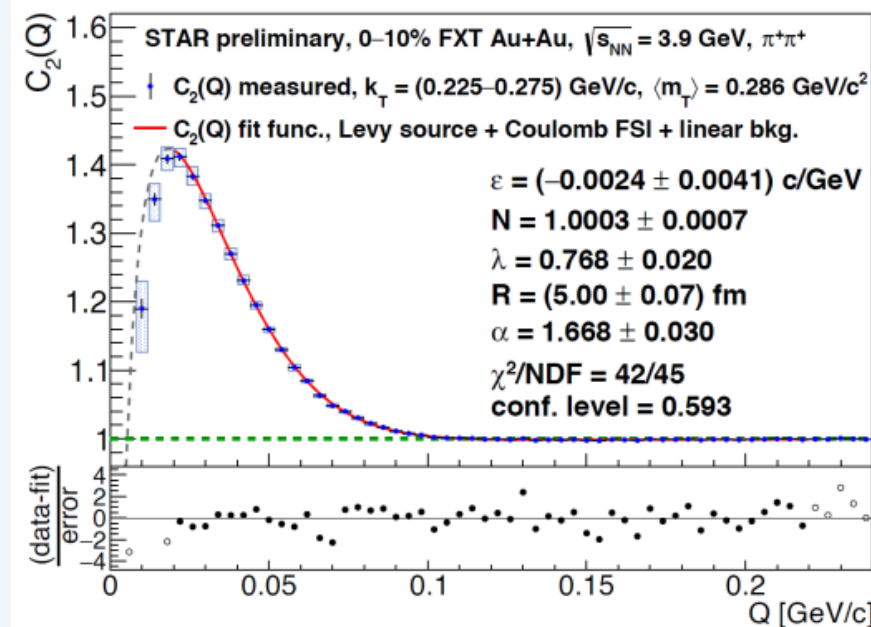 C₂(Q)
1.6
1.5
1.4
1.3
1.2
1.1
1
STAR preliminary, 0–10% FXT Au+Au, √s_NN = 3.9 GeV, π⁺π⁺
C₂(Q) measured, k_T = (0.225–0.275) GeV/c, ⟨m_T⟩ = 0.286 GeV/c²
C₂(Q) fit func., Levy source + Coulomb FSI + linear bkg.
ε = (−0.0024 ± 0.0041) c/GeV
N = 1.0003 ± 0.0007
λ = 0.768 ± 0.020
R = (5.00 ± 0.07) fm
α = 1.668 ± 0.030
χ²/NDF = 42/45
conf. level = 0.593
(data-fit)
error
4
2
0
−2
−4
0 0.05 0.1 0.15 0.2
Q [GeV/c]